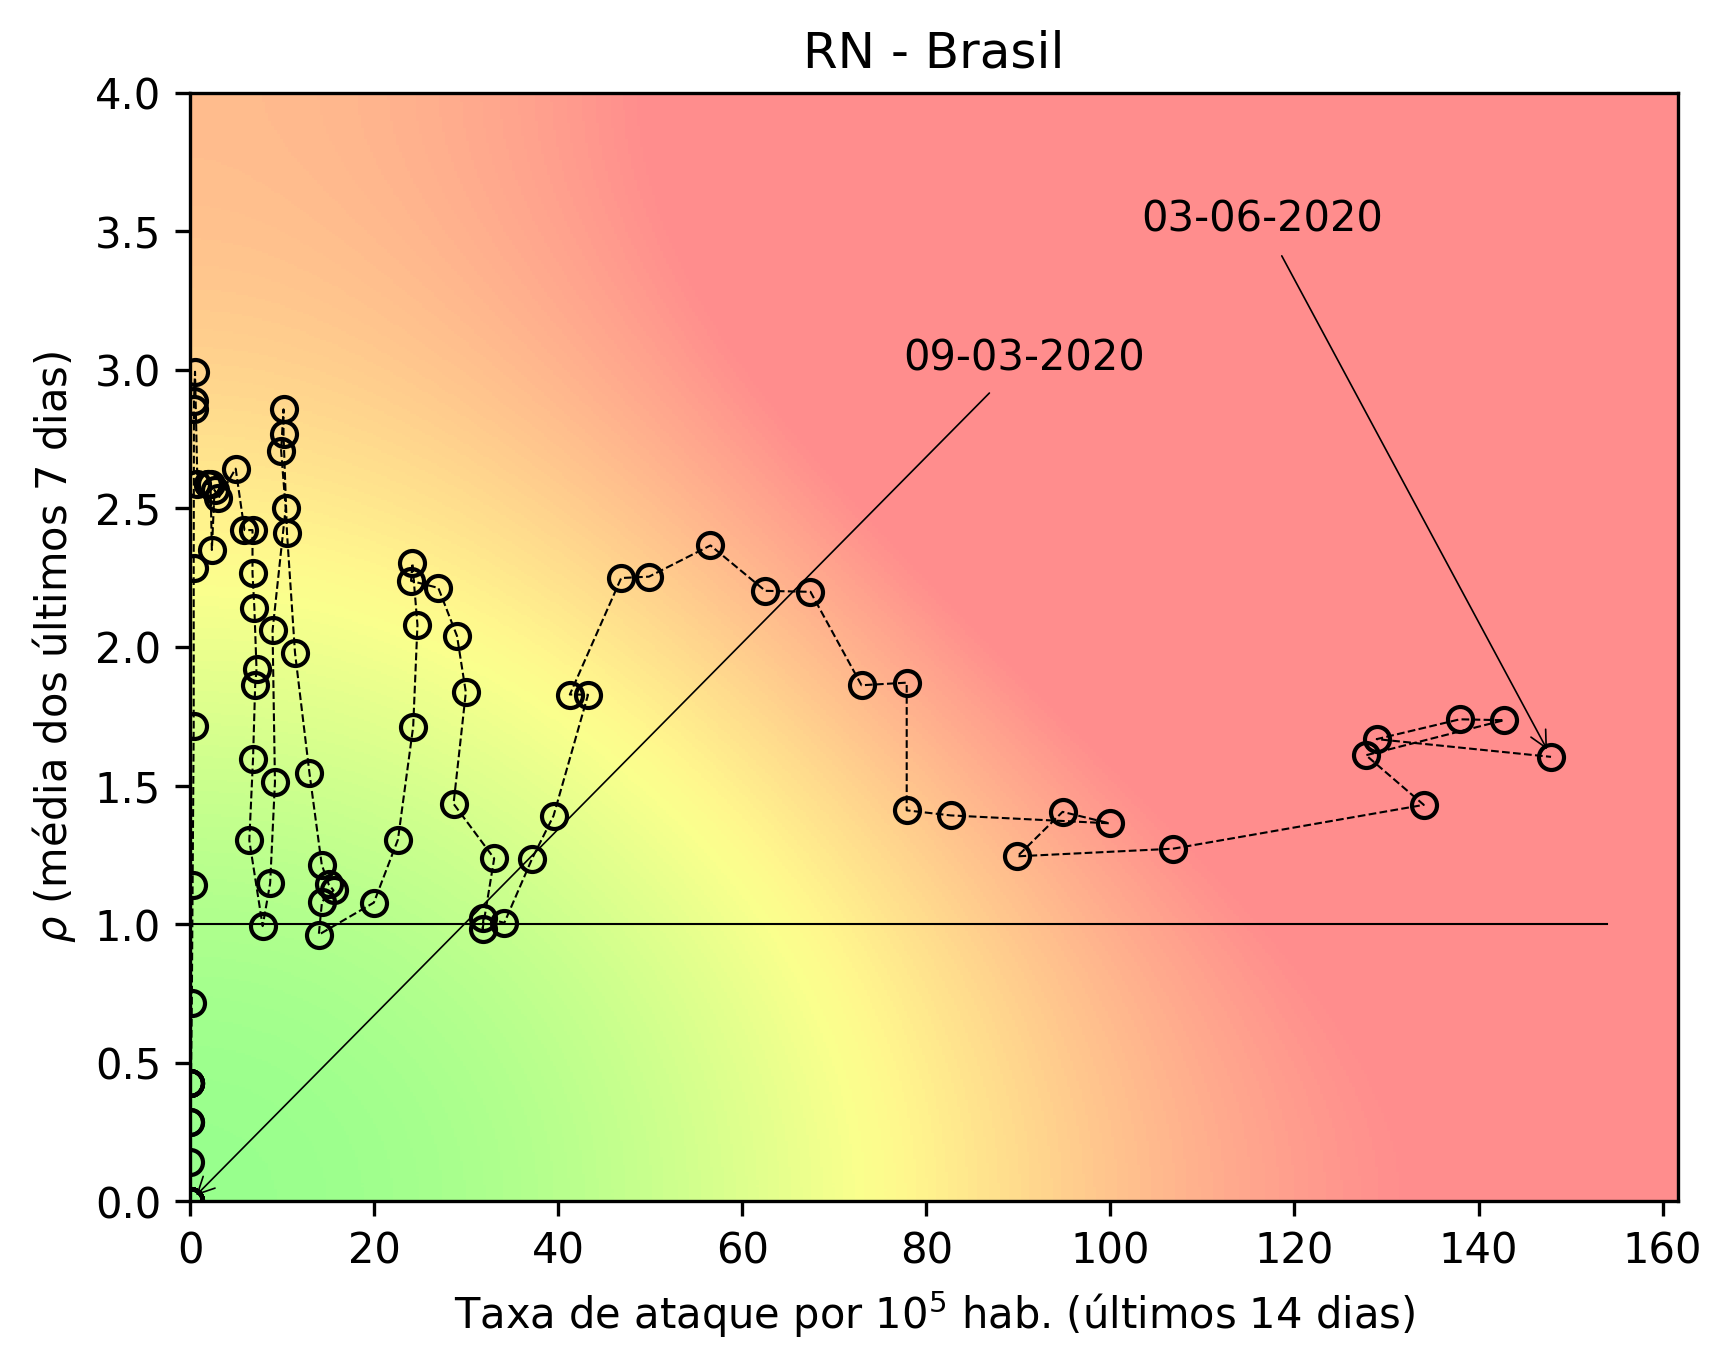 RN - Brasil
4.0
3.5
3.0
2.5
2.0
1.5
1.0
0.5
0.0
ρ (média dos últimos 7 dias)
03-06-2020
09-03-2020
0 20 40 60 80 100 120 140 160
Taxa de ataque por 10⁵ hab. (últimos 14 dias)